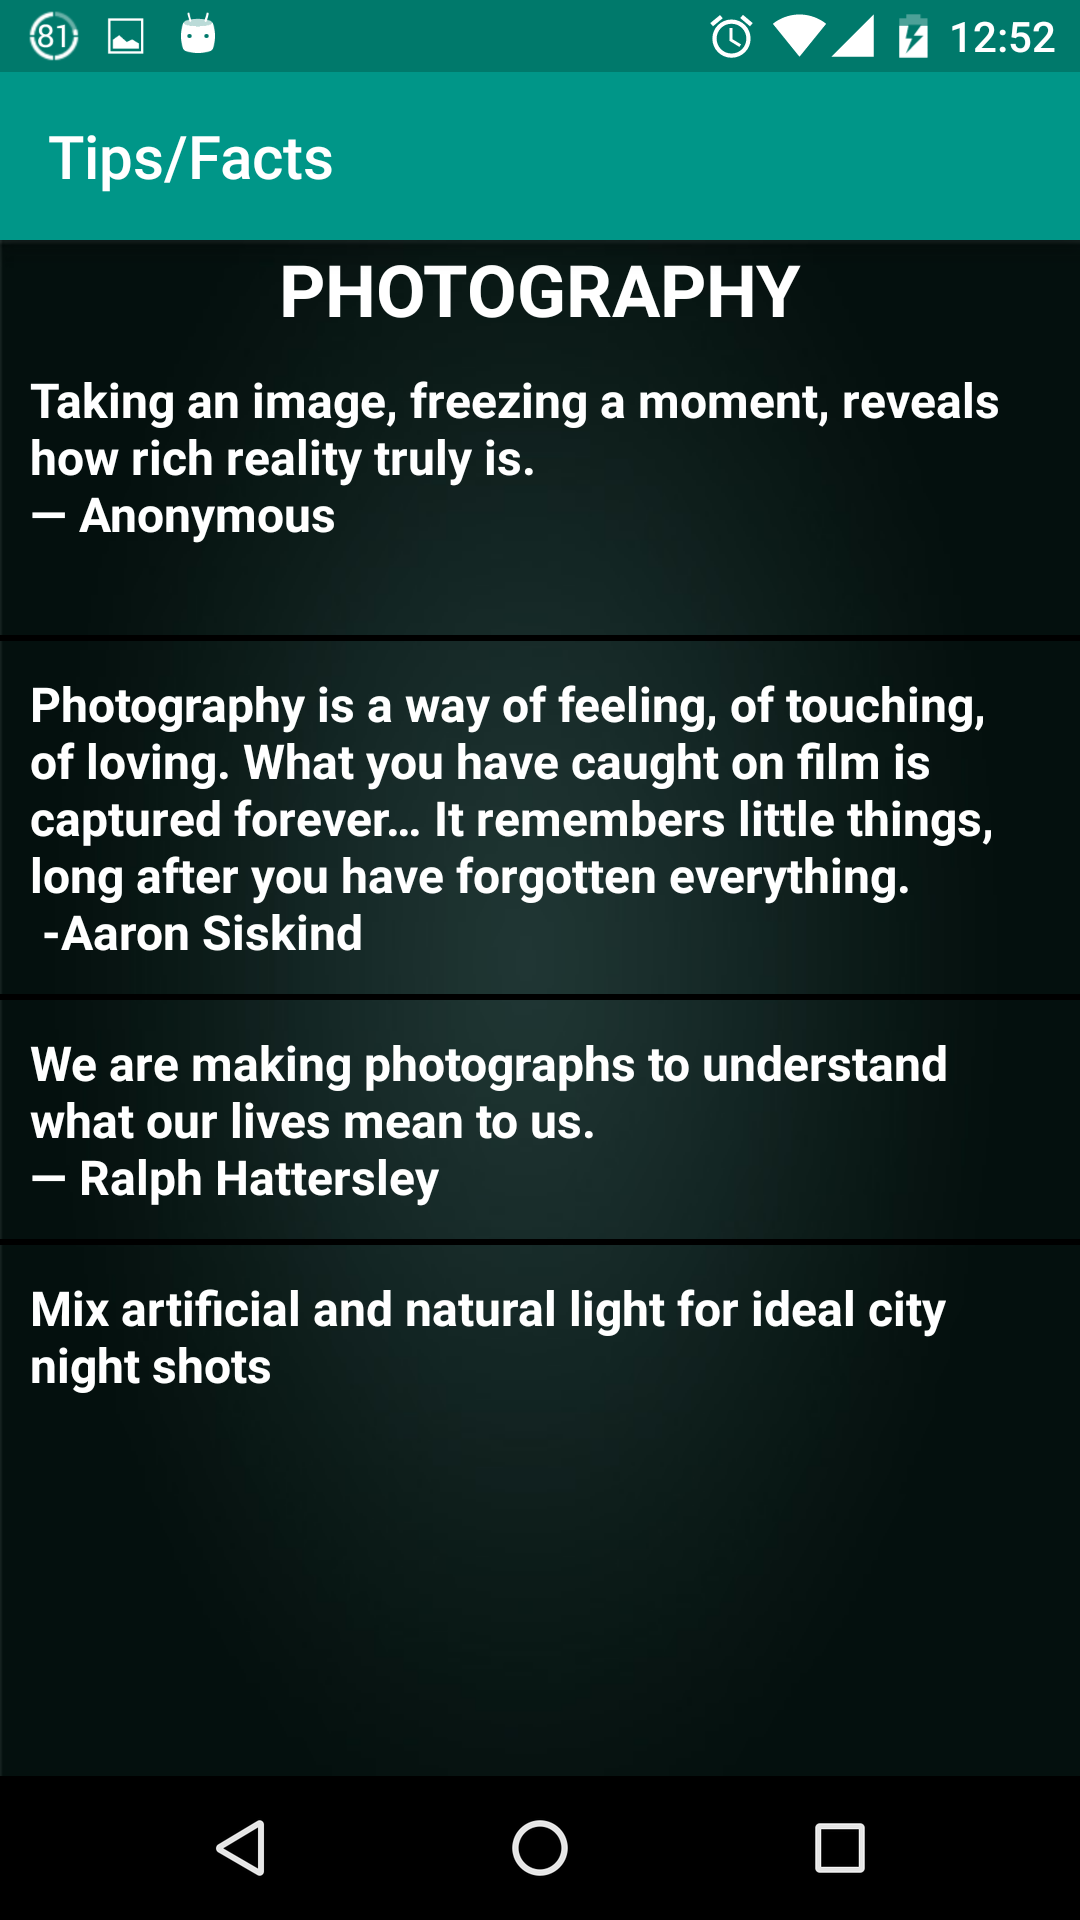 81
12:52
Tips/Facts
PHOTOGRAPHY
Taking an image, freezing a moment, reveals
how rich reality truly is.
— Anonymous
Photography is a way of feeling, of touching,
of loving. What you have caught on film is
captured forever… It remembers little things,
long after you have forgotten everything.
-Aaron Siskind
We are making photographs to understand
what our lives mean to us.
— Ralph Hattersley
Mix artificial and natural light for ideal city
night shots